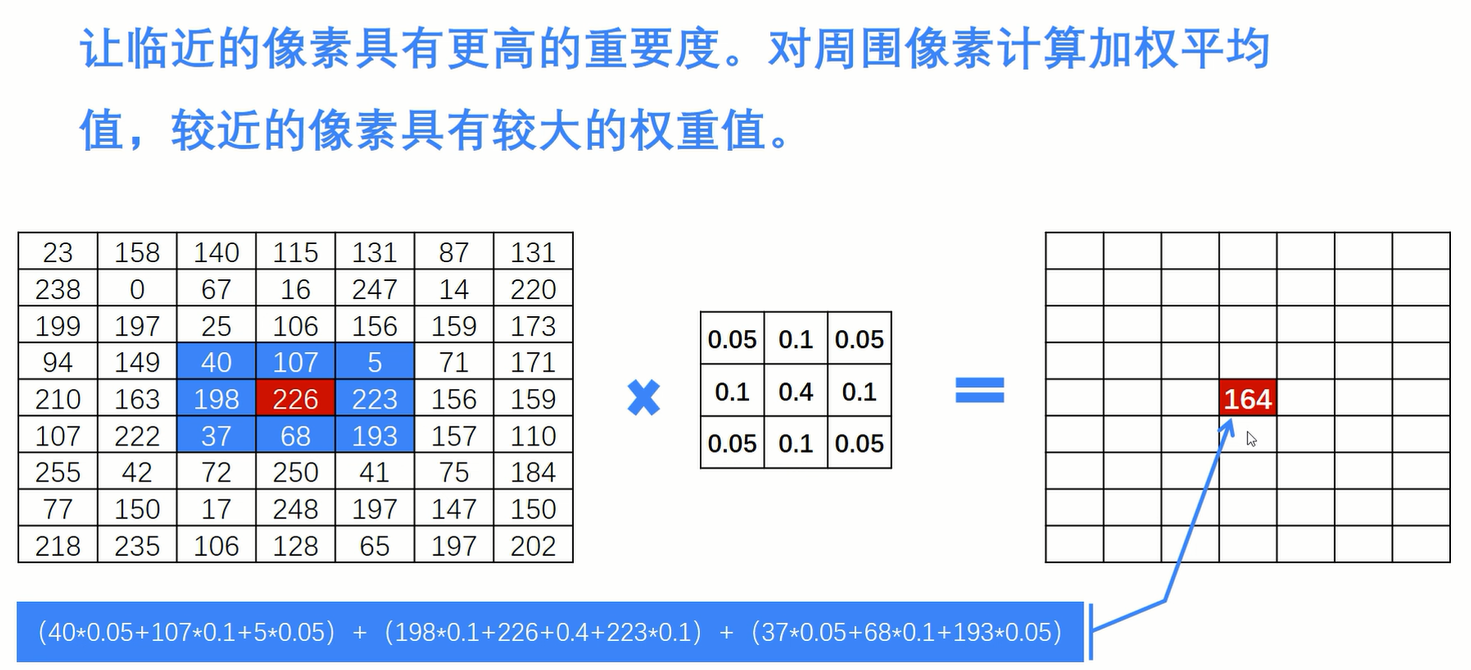 让临近的像素具有更高的重要度。对周围像素计算加权平均
值，较近的像素具有较大的权重值。
23 158 140 115 131 87 131
238 0 67 16 247 14 220
199 197 25 106 156 159 173
94 149 40 107 5 71 171
210 163 198 226 223 156 159
107 222 37 68 193 157 110
255 42 72 250 41 75 184
77 150 17 248 197 147 150
218 235 106 128 65 197 202
×
0.05 0.1 0.05
0.1 0.4 0.1
0.05 0.1 0.05
=
164
（40*0.05+107*0.1+5*0.05） + （198*0.1+226+0.4+223*0.1） + （37*0.05+68*0.1+193*0.05）